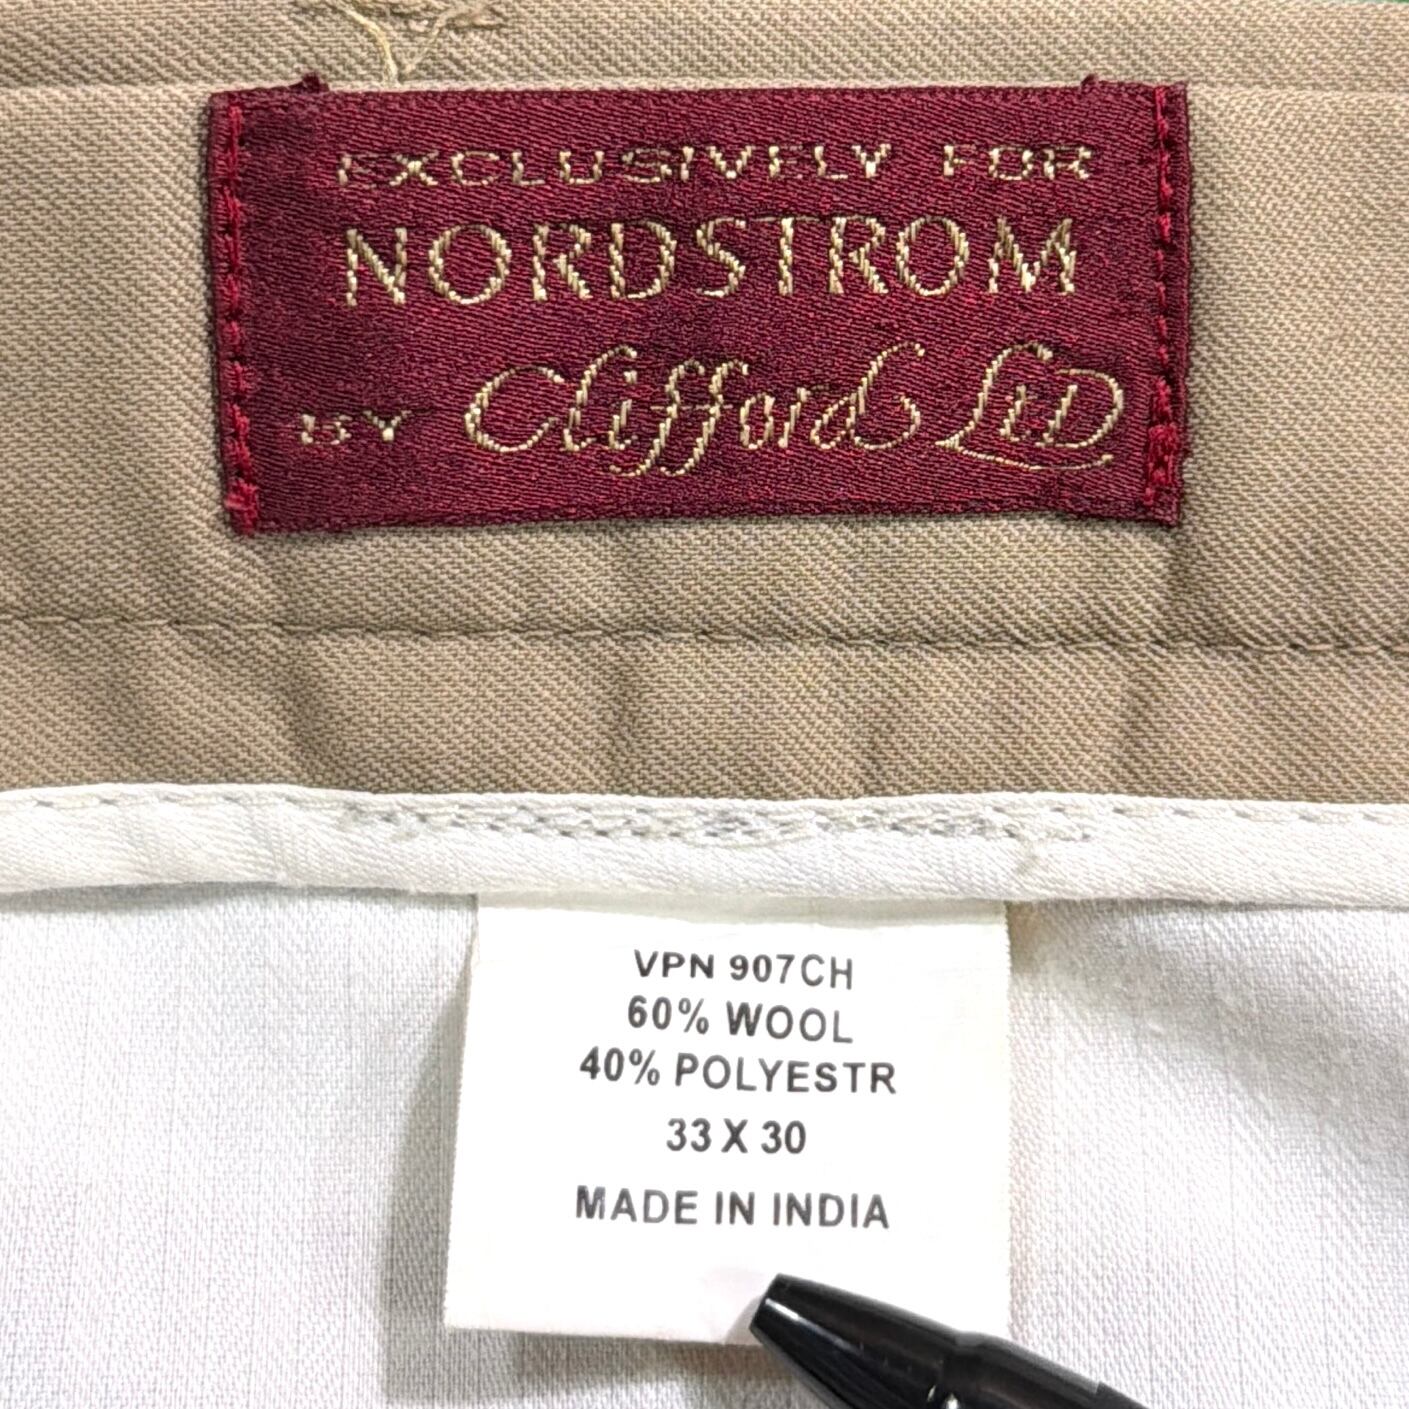 EXCLUSIVELY FOR
NORDSTROM
BY Clifford LTD
VPN 907CH
60% WOOL
40% POLYESTR
33 X 30
MADE IN INDIA